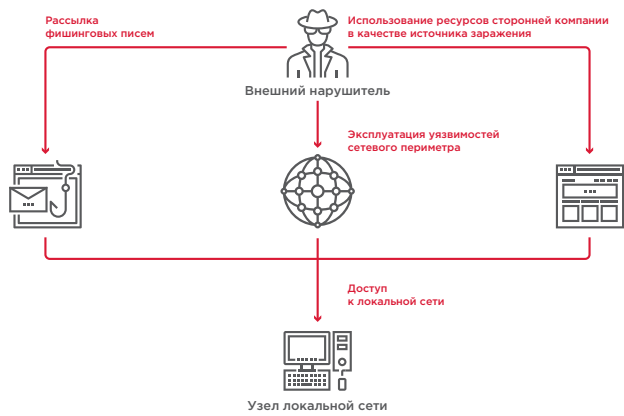 Рассылка
фишинговых писем
Использование ресурсов сторонней компании
в качестве источника заражения
Внешний нарушитель
Эксплуатация уязвимостей
сетевого периметра
Доступ
к локальной сети
Узел локальной сети